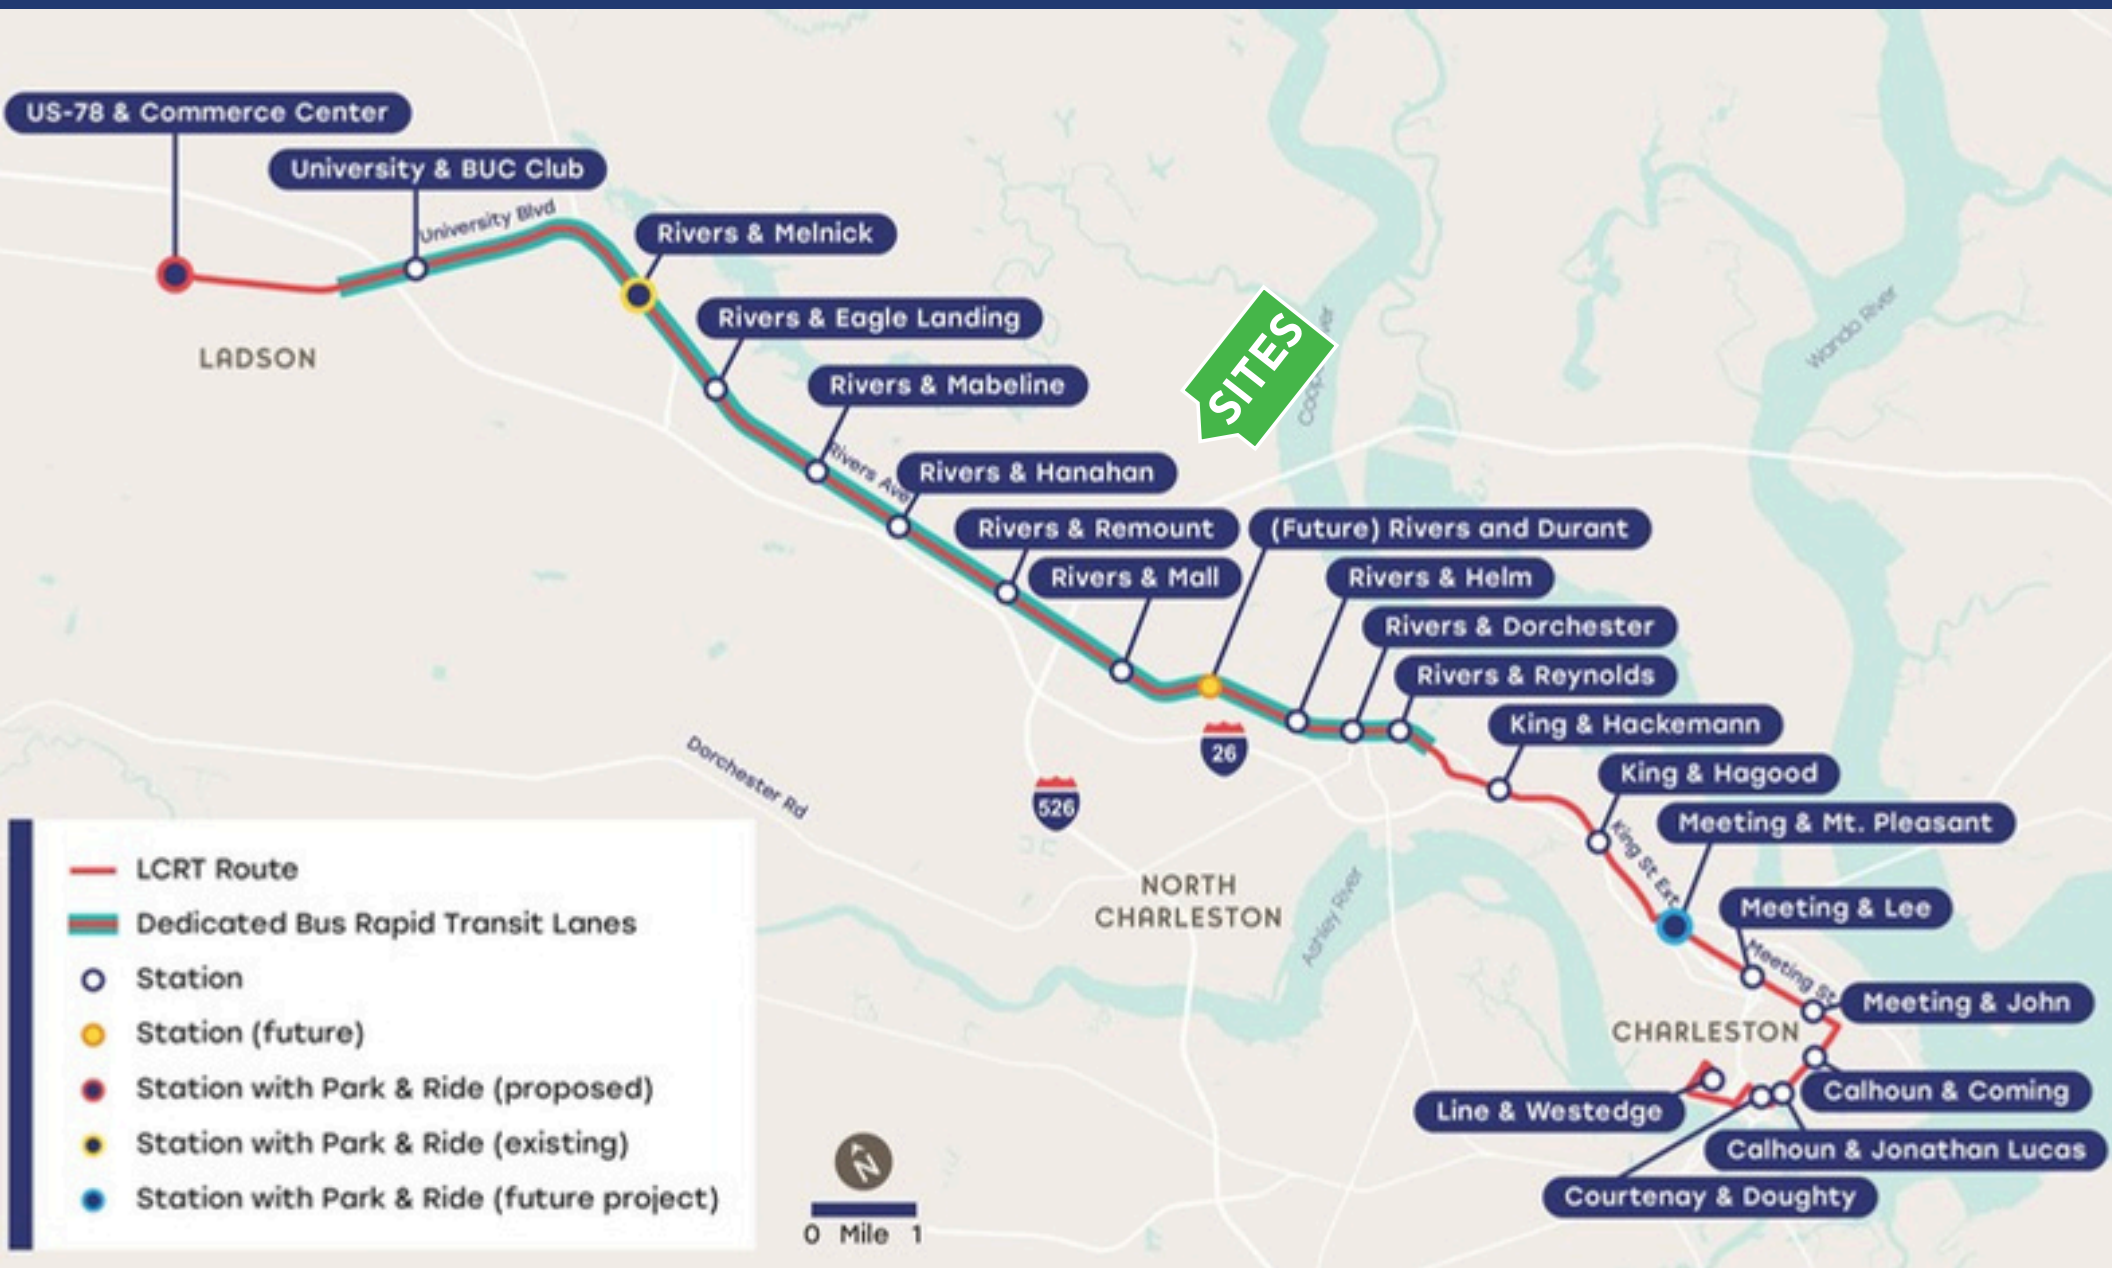 US-78 & Commerce Center
University & BUC Club
University Blvd
Rivers & Melnick
Rivers & Eagle Landing
SITES
Cooper River
Wando River
LADSON
Rivers & Mabeline
Rivers Ave
Rivers & Hanahan
Rivers & Remount
(Future) Rivers and Durant
Rivers & Mall
Rivers & Helm
Rivers & Dorchester
Rivers & Reynolds
King & Hackemann
26
Dorchester Rd
526
King & Hagood
King St Ext
Meeting & Mt. Pleasant
NORTH
CHARLESTON
Ashley River
Meeting & Lee
Meeting St
Meeting & John
CHARLESTON
Calhoun & Coming
Line & Westedge
Calhoun & Jonathan Lucas
Courtenay & Doughty
LCRT Route
Dedicated Bus Rapid Transit Lanes
Station
Station (future)
Station with Park & Ride (proposed)
Station with Park & Ride (existing)
Station with Park & Ride (future project)
N
0 Mile 1